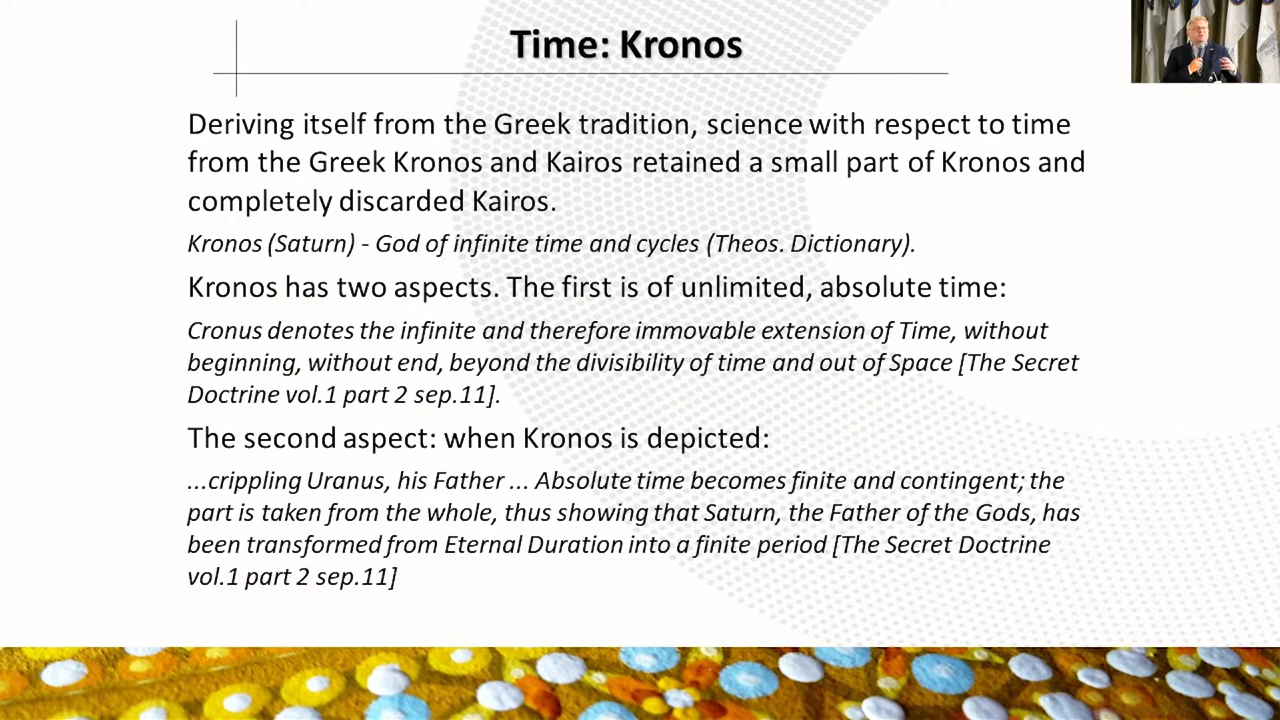 Time: Kronos
Deriving itself from the Greek tradition, science with respect to time
from the Greek Kronos and Kairos retained a small part of Kronos and
completely discarded Kairos.
Kronos (Saturn) - God of infinite time and cycles (Theos. Dictionary).
Kronos has two aspects. The first is of unlimited, absolute time:
Cronus denotes the infinite and therefore immovable extension of Time, without
beginning, without end, beyond the divisibility of time and out of Space [The Secret
Doctrine vol.1 part 2 sep.11].
The second aspect: when Kronos is depicted:
...crippling Uranus, his Father ... Absolute time becomes finite and contingent; the
part is taken from the whole, thus showing that Saturn, the Father of the Gods, has
been transformed from Eternal Duration into a finite period [The Secret Doctrine
vol.1 part 2 sep.11]